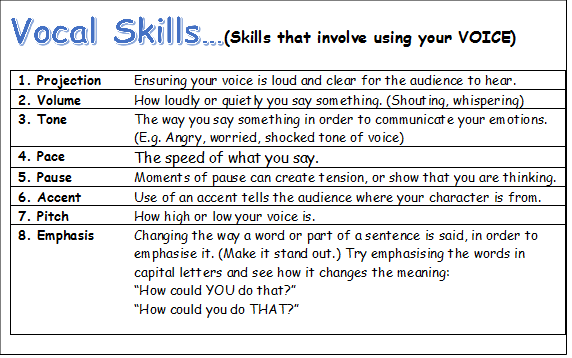 Vocal Skills...(Skills that involve using your VOICE)
1. Projection Ensuring your voice is loud and clear for the audience to hear.
2. Volume How loudly or quietly you say something. (Shouting, whispering)
3. Tone The way you say something in order to communicate your emotions.
(E.g. Angry, worried, shocked tone of voice)
4. Pace The speed of what you say.
5. Pause Moments of pause can create tension, or show that you are thinking.
6. Accent Use of an accent tells the audience where your character is from.
7. Pitch How high or low your voice is.
8. Emphasis Changing the way a word or part of a sentence is said, in order to
emphasise it. (Make it stand out.) Try emphasising the words in
capital letters and see how it changes the meaning:
“How could YOU do that?”
“How could you do THAT?”